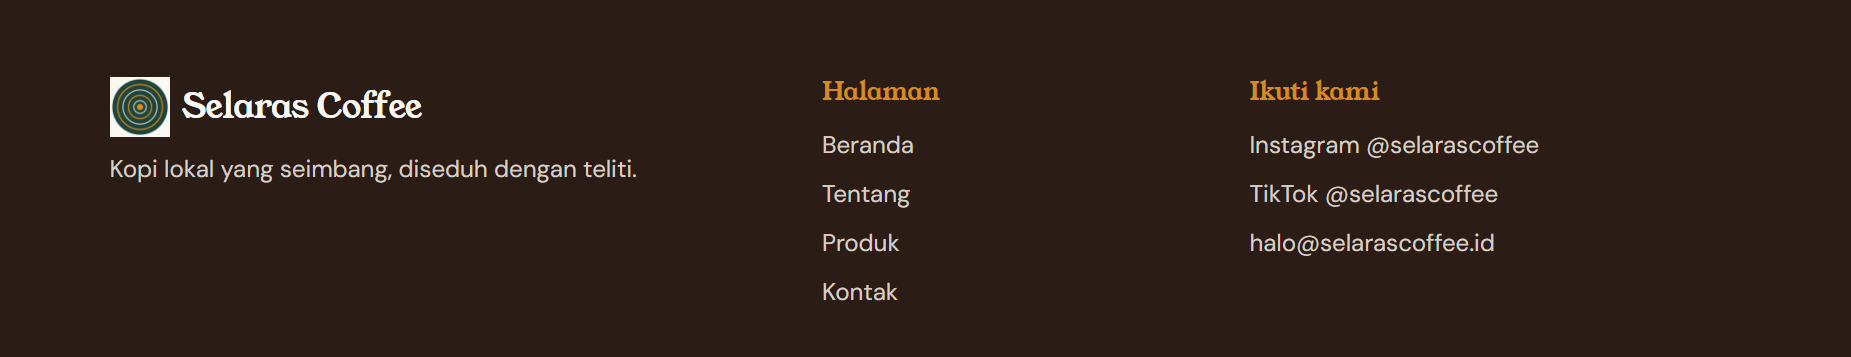 Selaras Coffee
Kopi lokal yang seimbang, diseduh dengan teliti.
Halaman
Beranda
Tentang
Produk
Kontak
Ikuti kami
Instagram @selarascoffee
TikTok @selarascoffee
halo@selarascoffee.id